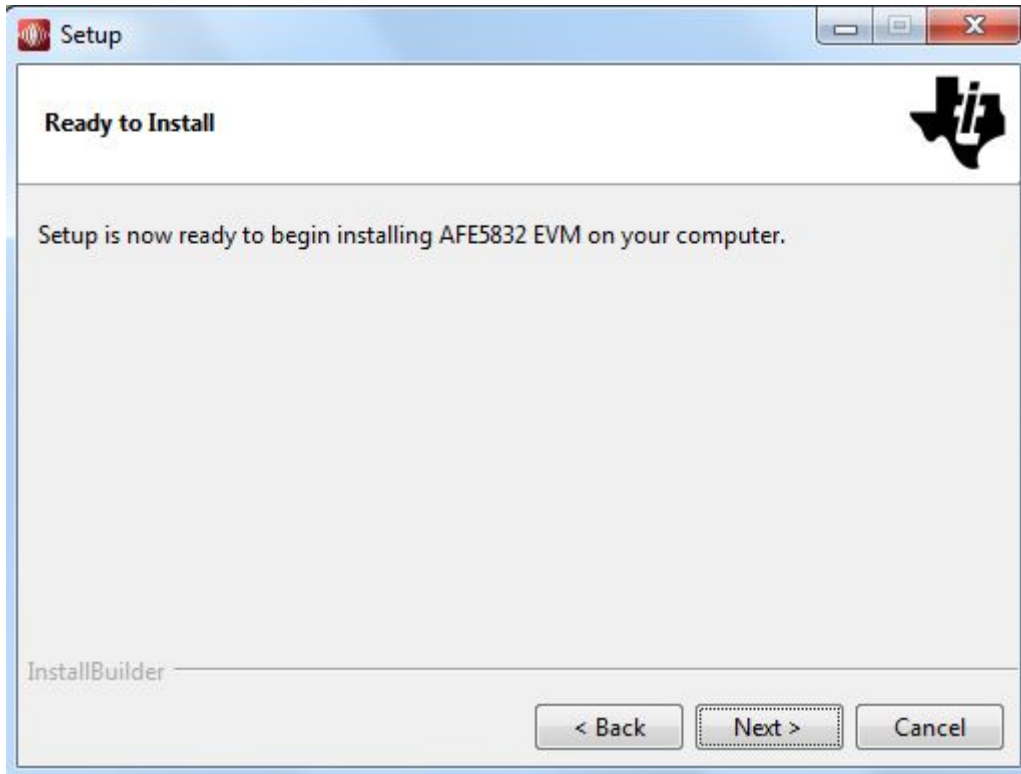 Setup
Ready to Install
Setup is now ready to begin installing AFE5832 EVM on your computer.
InstallBuilder
< Back
Next >
Cancel